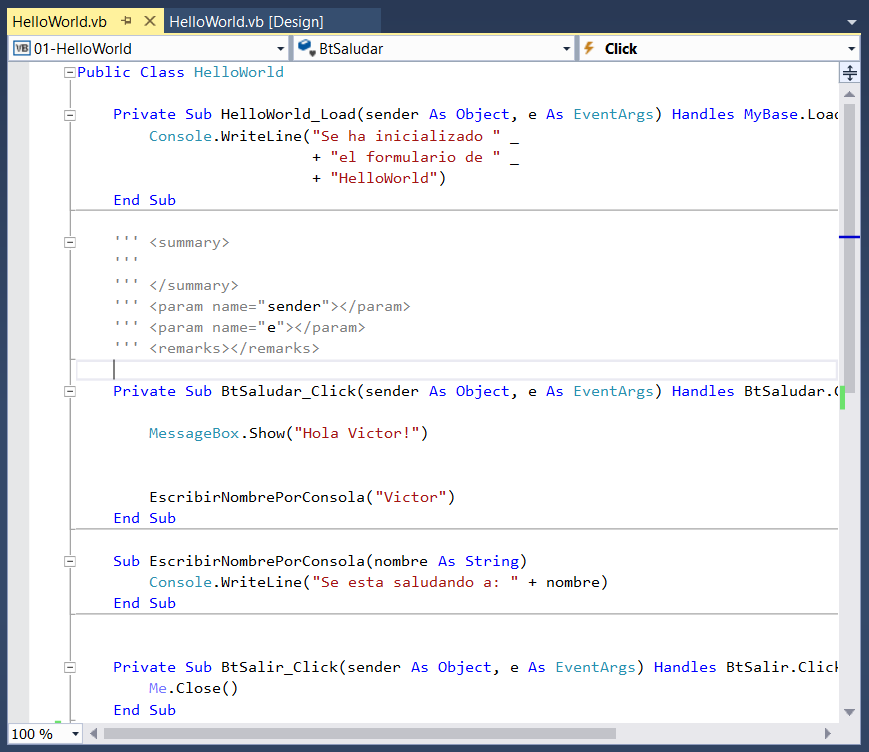 HelloWorld.vb HelloWorld.vb [Design]
VB 01-HelloWorld BtSaludar Click
Public Class HelloWorld
Private Sub HelloWorld_Load(sender As Object, e As EventArgs) Handles MyBase.Load
Console.WriteLine("Se ha inicializado " _
+ "el formulario de " _
+ "HelloWorld")
End Sub
''' <summary>
'''
''' </summary>
''' <param name="sender"></param>
''' <param name="e"></param>
''' <remarks></remarks>
Private Sub BtSaludar_Click(sender As Object, e As EventArgs) Handles BtSaludar.C
MessageBox.Show("Hola Victor!")
EscribirNombrePorConsola("Victor")
End Sub
Sub EscribirNombrePorConsola(nombre As String)
Console.WriteLine("Se esta saludando a: " + nombre)
End Sub
Private Sub BtSalir_Click(sender As Object, e As EventArgs) Handles BtSalir.Click
Me.Close()
End Sub
100 %